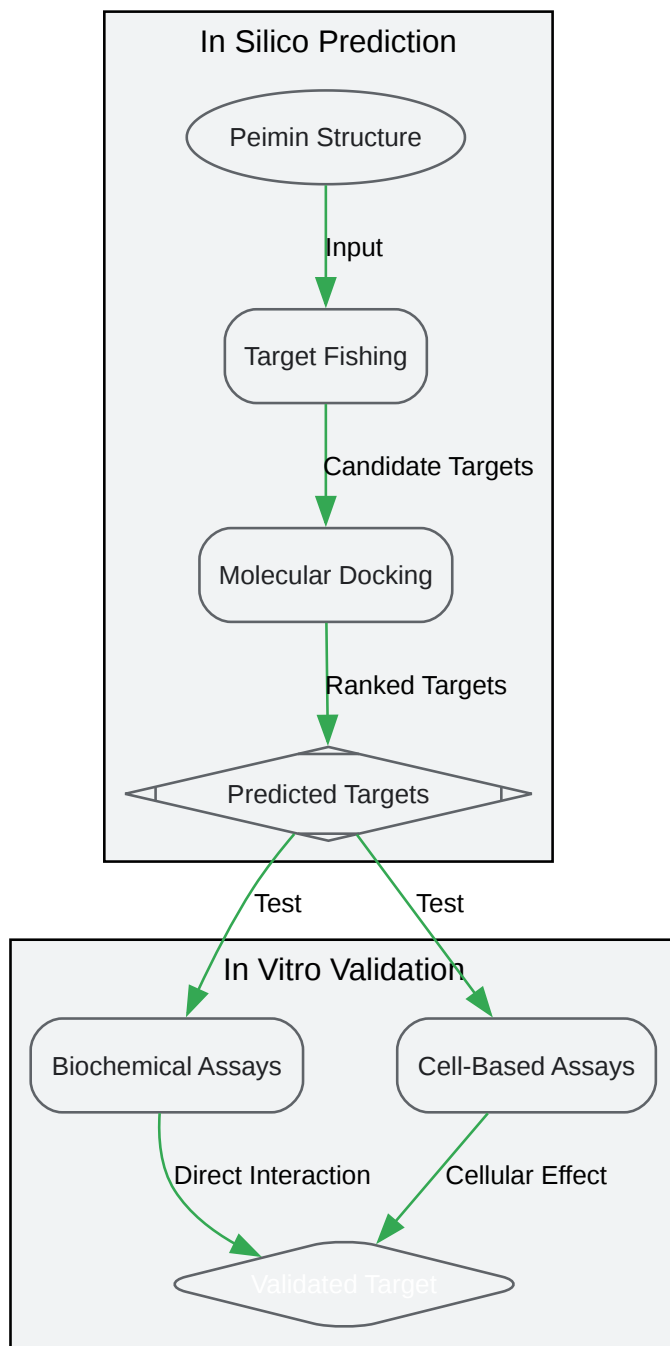 In Silico Prediction
Peimin Structure
Input
Target Fishing
Candidate Targets
Molecular Docking
Ranked Targets
Predicted Targets
Test
Test
In Vitro Validation
Biochemical Assays
Cell-Based Assays
Direct Interaction
Cellular Effect
Validated Target